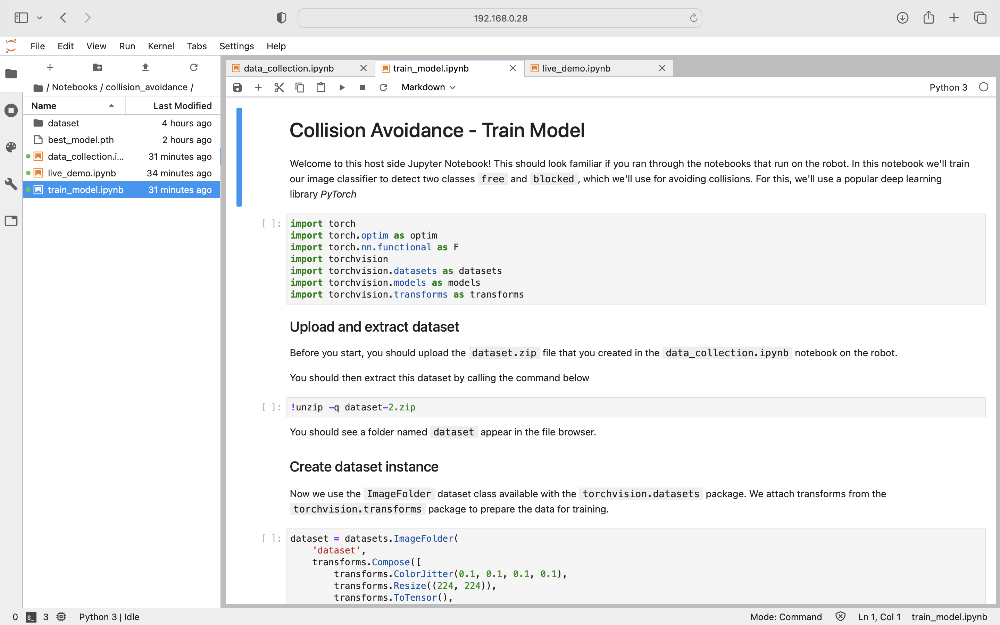 192.168.0.28
File Edit View Run Kernel Tabs Settings Help
/ Notebooks / collision_avoidance /
Name Last Modified
dataset 4 hours ago
best_model.pth 2 hours ago
data_collection.i... 31 minutes ago
live_demo.ipynb 34 minutes ago
train_model.ipynb 31 minutes ago
data_collection.ipynb train_model.ipynb live_demo.ipynb
Markdown Python 3
Collision Avoidance - Train Model
Welcome to this host side Jupyter Notebook! This should look familiar if you ran through the notebooks that run on the robot. In this notebook we'll train
our image classifier to detect two classes free and blocked , which we'll use for avoiding collisions. For this, we'll use a popular deep learning
library PyTorch
[ ]: import torch
import torch.optim as optim
import torch.nn.functional as F
import torchvision
import torchvision.datasets as datasets
import torchvision.models as models
import torchvision.transforms as transforms
Upload and extract dataset
Before you start, you should upload the dataset.zip file that you created in the data_collection.ipynb notebook on the robot.
You should then extract this dataset by calling the command below
[ ]: !unzip -q dataset-2.zip
You should see a folder named dataset appear in the file browser.
Create dataset instance
Now we use the ImageFolder dataset class available with the torchvision.datasets package. We attach transforms from the
torchvision.transforms package to prepare the data for training.
[ ]: dataset = datasets.ImageFolder(
'dataset',
transforms.Compose([
transforms.ColorJitter(0.1, 0.1, 0.1, 0.1),
transforms.Resize((224, 224)),
transforms.ToTensor(),
0 $_ 3 Python 3 | Idle Mode: Command Ln 1, Col 1 train_model.ipynb